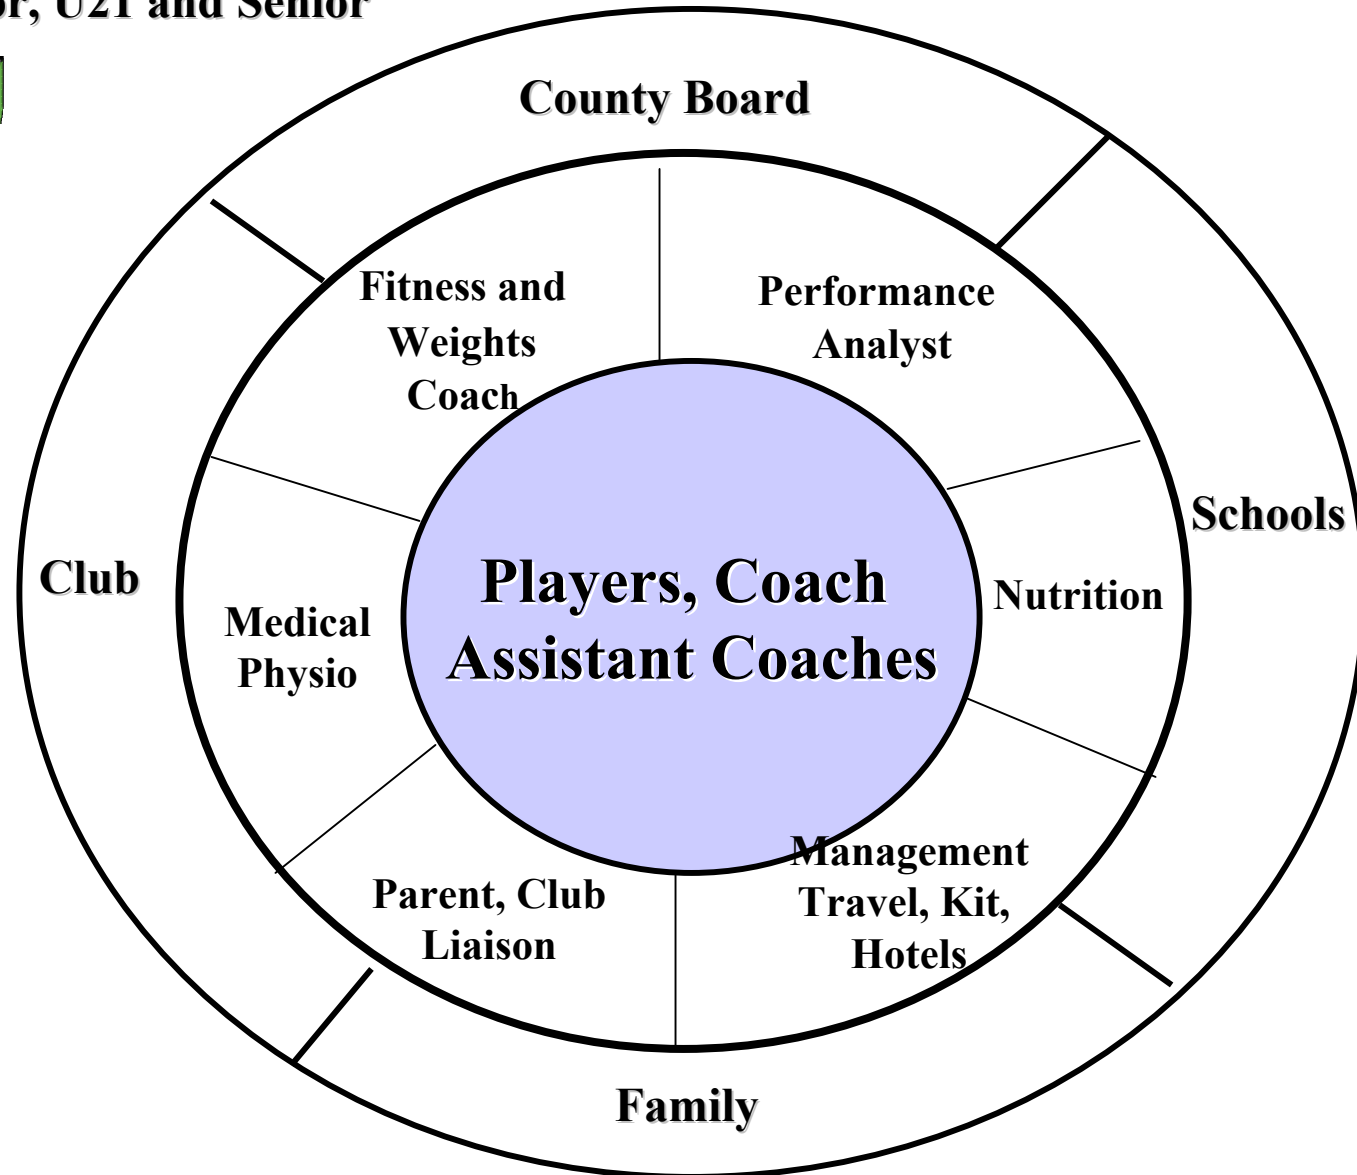 U21 and Senior
County Board
Fitness and
Weights
Coach
Performance
Analyst
Schools
Club
Players, Coach
Assistant Coaches
Nutrition
Medical
Physio
Management
Travel, Kit,
Hotels
Parent, Club
Liaison
Family